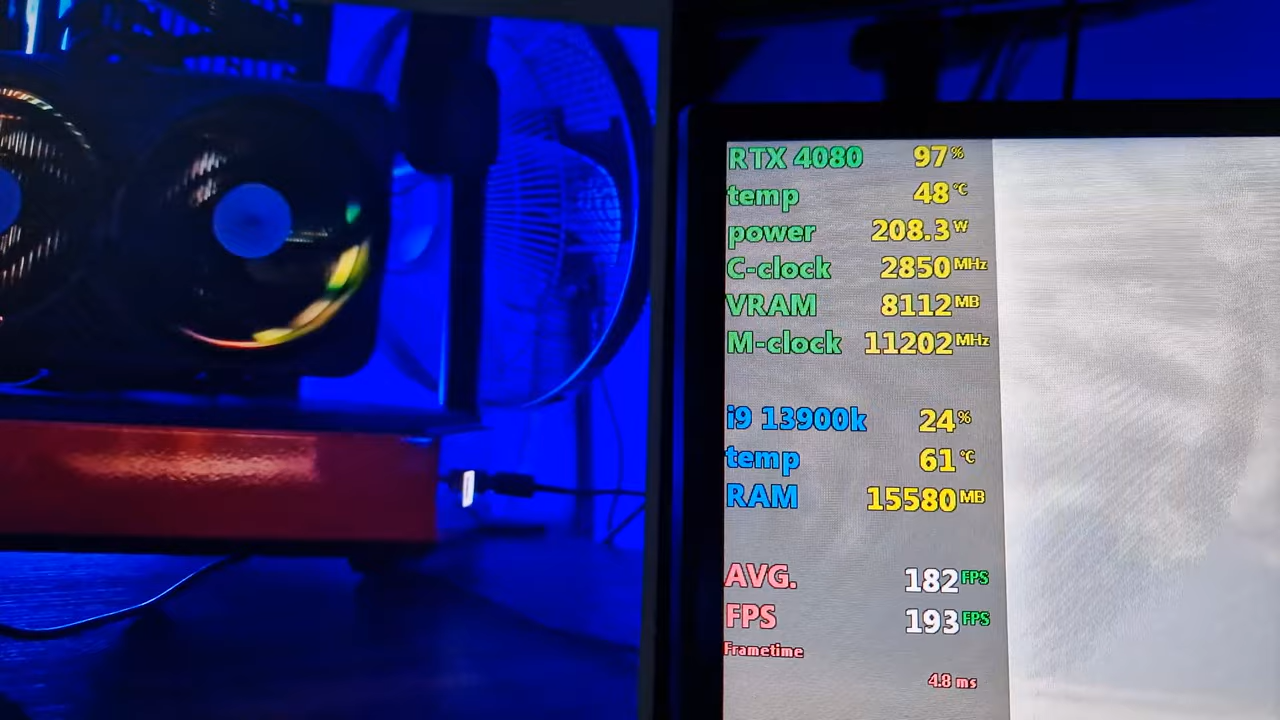 RTX 4080 97 %
temp 48 °C
power 208.3 W
C-clock 2850 MHz
VRAM 8112 MB
M-clock 11202 MHz
i9 13900k 24 %
temp 61 °C
RAM 15580 MB
AVG. 182 FPS
FPS 193 FPS
Frametime
4.8 ms